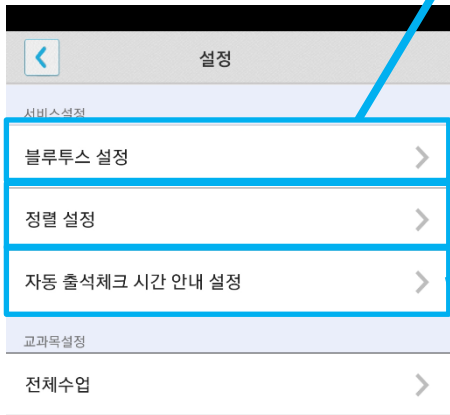 설정
서비스설정
블루투스 설정
정렬 설정
자동 출석체크 시간 안내 설정
교과목설정
전체수업